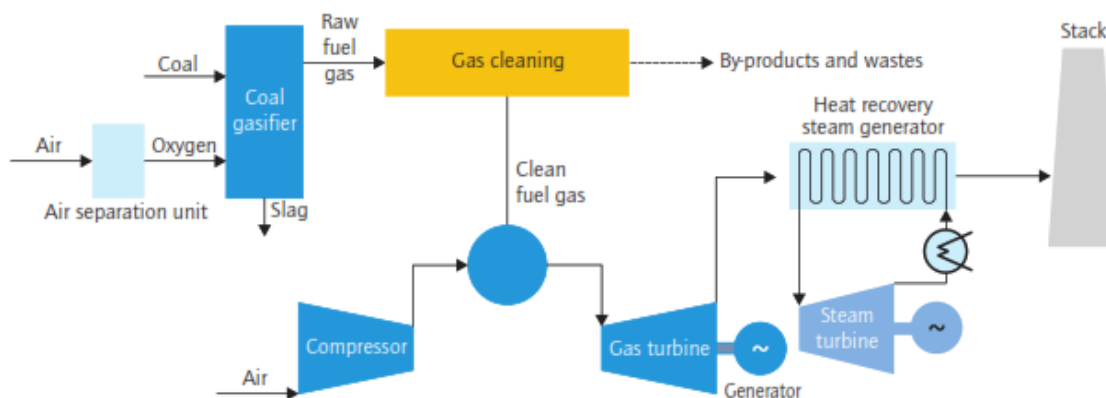 Raw
fuel
gas
Stack
Coal
Gas cleaning
By-products and wastes
Coal
gasifier
Heat recovery
steam generator
Air
Oxygen
Clean
fuel gas
Air separation unit
Slag
Compressor
Gas turbine
~
Steam
turbine
~
Air
Generator